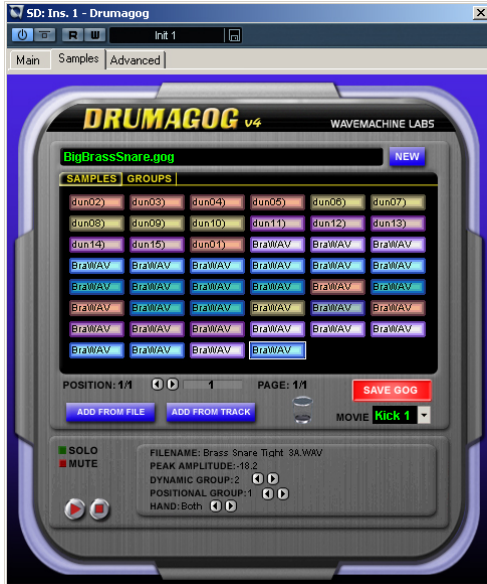 SD: Ins. 1 - Drumagog
R W Init 1
Main Samples Advanced
DRUMAGOG v4 WAVEMACHINE LABS
BigBrassSnare.gog NEW
SAMPLES GROUPS
dun02) dun03) dun04) dun05) dun06) dun07)
dun08) dun09) dun10) dun11) dun12) dun13)
dun14) dun15) dun01) BraWAV BraWAV BraWAV
BraWAV BraWAV BraWAV BraWAV BraWAV BraWAV
BraWAV BraWAV BraWAV BraWAV BraWAV BraWAV
BraWAV BraWAV BraWAV BraWAV BraWAV BraWAV
BraWAV BraWAV BraWAV BraWAV BraWAV BraWAV
BraWAV BraWAV BraWAV BraWAV
POSITION: 1/1 1 PAGE: 1/1 SAVE GOG
ADD FROM FILE ADD FROM TRACK MOVIE Kick 1
SOLO FILENAME: Brass Snare Tight 3A.WAV
MUTE PEAK AMPLITUDE:-18.2
DYNAMIC GROUP:2
POSITIONAL GROUP:1
HAND:Both